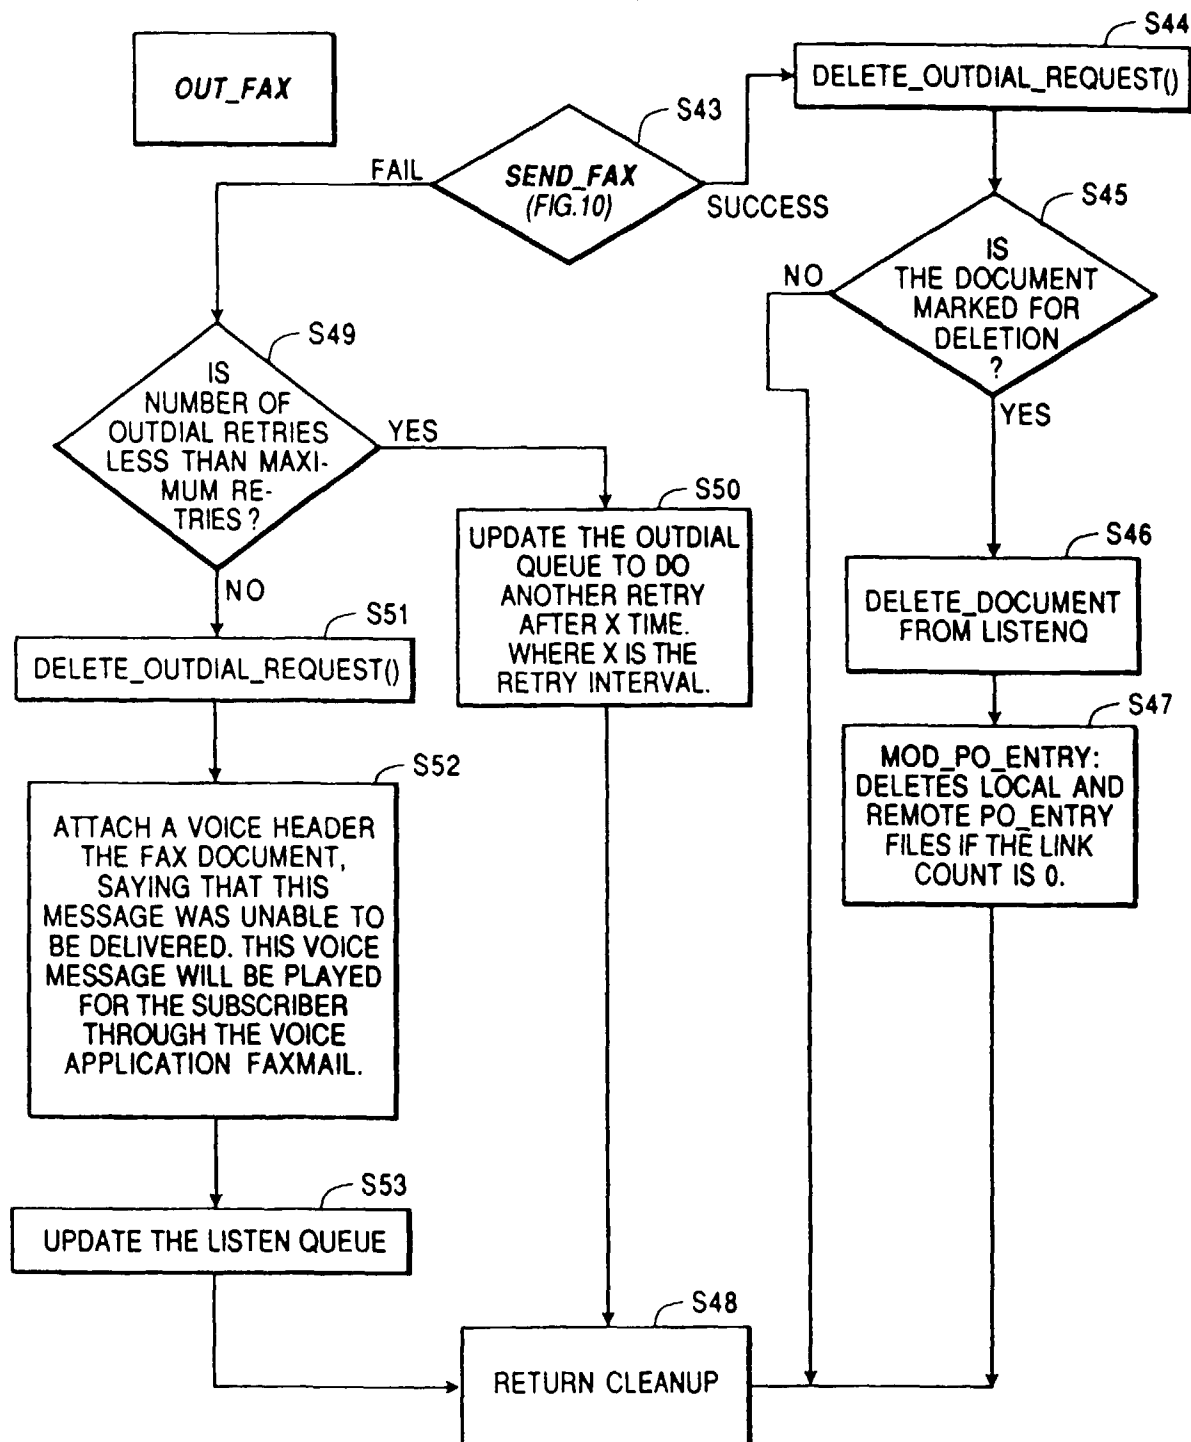 OUT_FAX
S43
SEND_FAX
(FIG.10)
FAIL
SUCCESS
S44
DELETE_OUTDIAL_REQUEST()
S45
IS
THE DOCUMENT
MARKED FOR
DELETION
?
NO
YES
S46
DELETE_DOCUMENT
FROM LISTENQ
S47
MOD_PO_ENTRY:
DELETES LOCAL AND
REMOTE PO_ENTRY
FILES IF THE LINK
COUNT IS 0.
S49
IS
NUMBER OF
OUTDIAL RETRIES
LESS THAN MAXI-
MUM RE-
TRIES?
YES
NO
S50
UPDATE THE OUTDIAL
QUEUE TO DO
ANOTHER RETRY
AFTER X TIME.
WHERE X IS THE
RETRY INTERVAL.
S51
DELETE_OUTDIAL_REQUEST()
S52
ATTACH A VOICE HEADER
THE FAX DOCUMENT,
SAYING THAT THIS
MESSAGE WAS UNABLE TO
BE DELIVERED. THIS VOICE
MESSAGE WILL BE PLAYED
FOR THE SUBSCRIBER
THROUGH THE VOICE
APPLICATION FAXMAIL.
S53
UPDATE THE LISTEN QUEUE
S48
RETURN CLEANUP